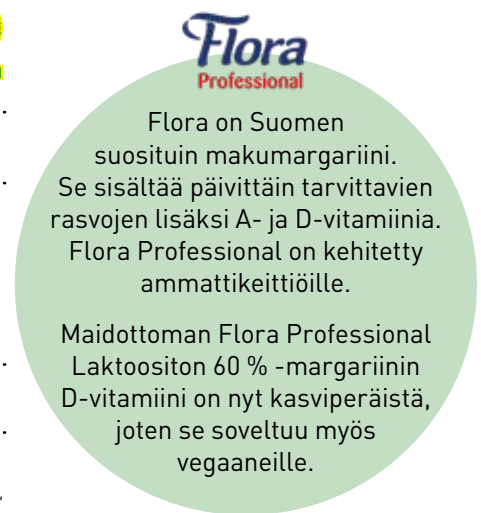 Flora
Professional
Flora on Suomen
suosituin makumargariini.
Se sisältää päivittäin tarvittavien
rasvojen lisäksi A- ja D-vitamiinia.
Flora Professional on kehitetty
ammattikeittiöille.
Maidottoman Flora Professional
Laktoositon 60 % -margariinin
D-vitamiini on nyt kasviperäistä,
joten se soveltuu myös
vegaaneille.